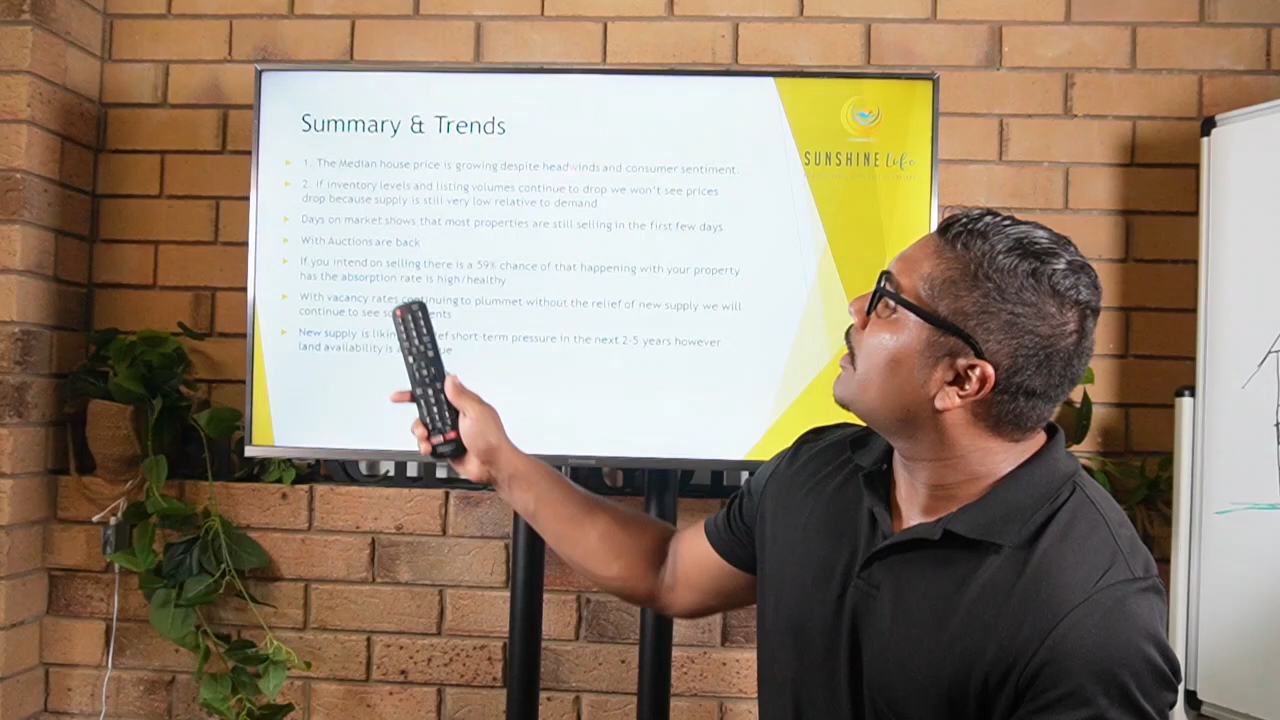 Summary & Trends
SUNSHINE Life
1. The Median house price is growing despite headwinds and consumer sentiment.
2. If inventory levels and listing volumes continue to drop we won't see prices
drop because supply is still very low relative to demand
Days on market shows that most properties are still selling in the first few days
With Auctions are back
If you intend on selling there is a 59% chance of that happening with your property
has the absorption rate is high/healthy
With vacancy rates continuing to plummet without the relief of new supply we will
continue to see
New supply is short-term pressure in the next 2-5 years however
land availability is